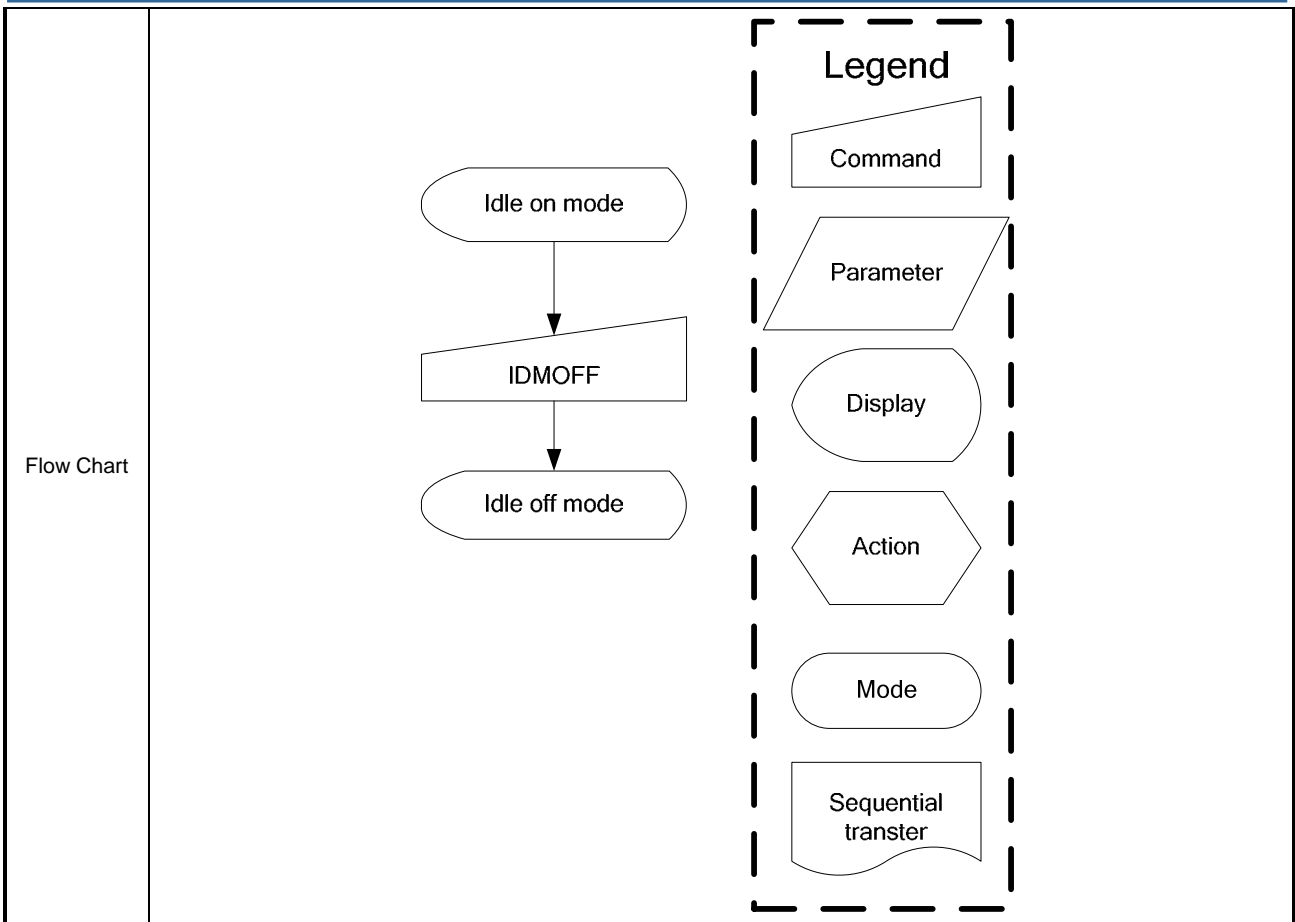 Flow Chart
Idle on mode
IDMOFF
Idle off mode
Legend
Command
Parameter
Display
Action
Mode
Sequential
transter